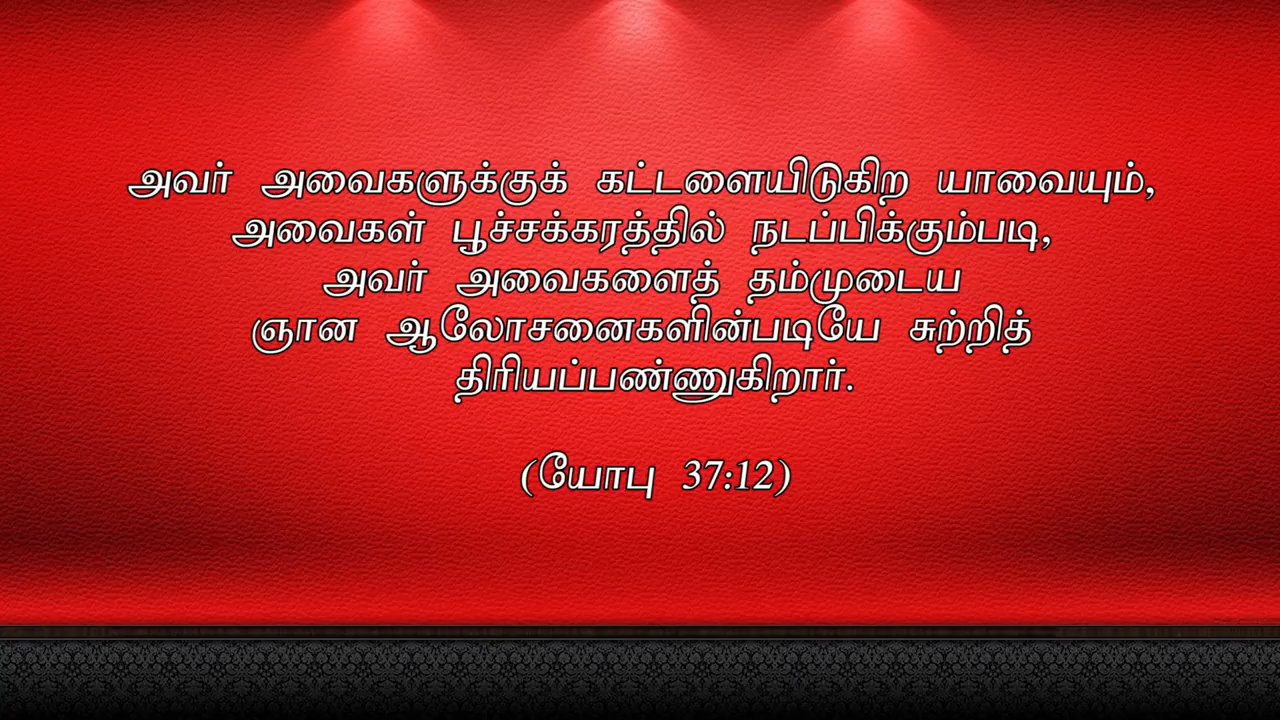 அவர் அவைகளுக்குக் கட்டளையிடுகிற யாவையும்,
அவைகள் பூச்சக்கரத்தில் நடப்பிக்கும்படி,
அவர் அவைகளைத் தம்முடைய
ஞான ஆலோசனைகளின்படியே சுற்றித்
திரியப்பண்ணுகிறார்.
(யோபு 37:12)